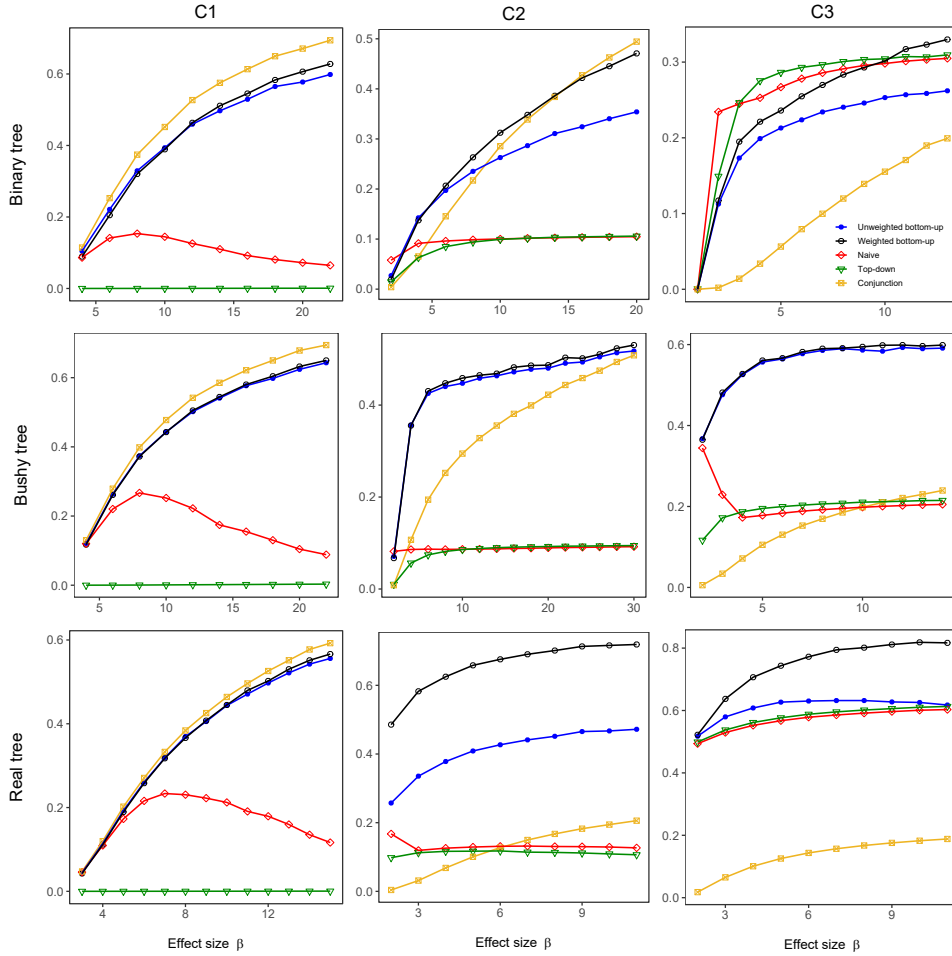 C1 C2 C3
Binary tree
0.0 0.2 0.4 0.6
5 10 15 20
0.0 0.1 0.2 0.3 0.4 0.5
5 10 15 20
0.0 0.1 0.2 0.3
5 10
Unweighted bottom-up
Weighted bottom-up
Naive
Top-down
Conjunction
Bushy tree
0.0 0.2 0.4 0.6
5 10 15 20
0.0 0.2 0.4
10 20 30
0.0 0.2 0.4 0.6
5 10
Real tree
0.0 0.2 0.4 0.6
4 8 12
0.0 0.2 0.4 0.6
3 6 9
0.0 0.2 0.4 0.6 0.8
3 6 9
Effect size β Effect size β Effect size β